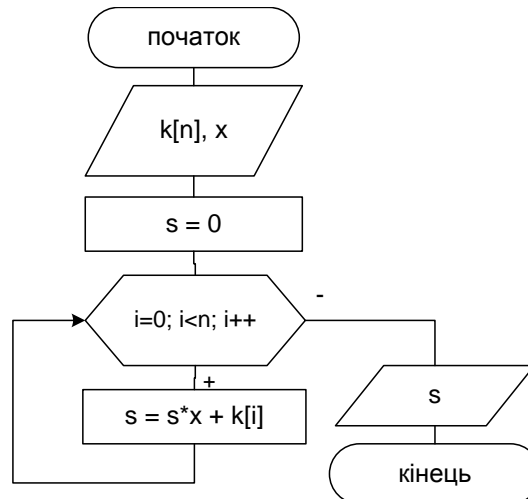 початок
k[n], x
s = 0
i=0; i<n; i++
-
+
s = s*x + k[i]
s
кінець